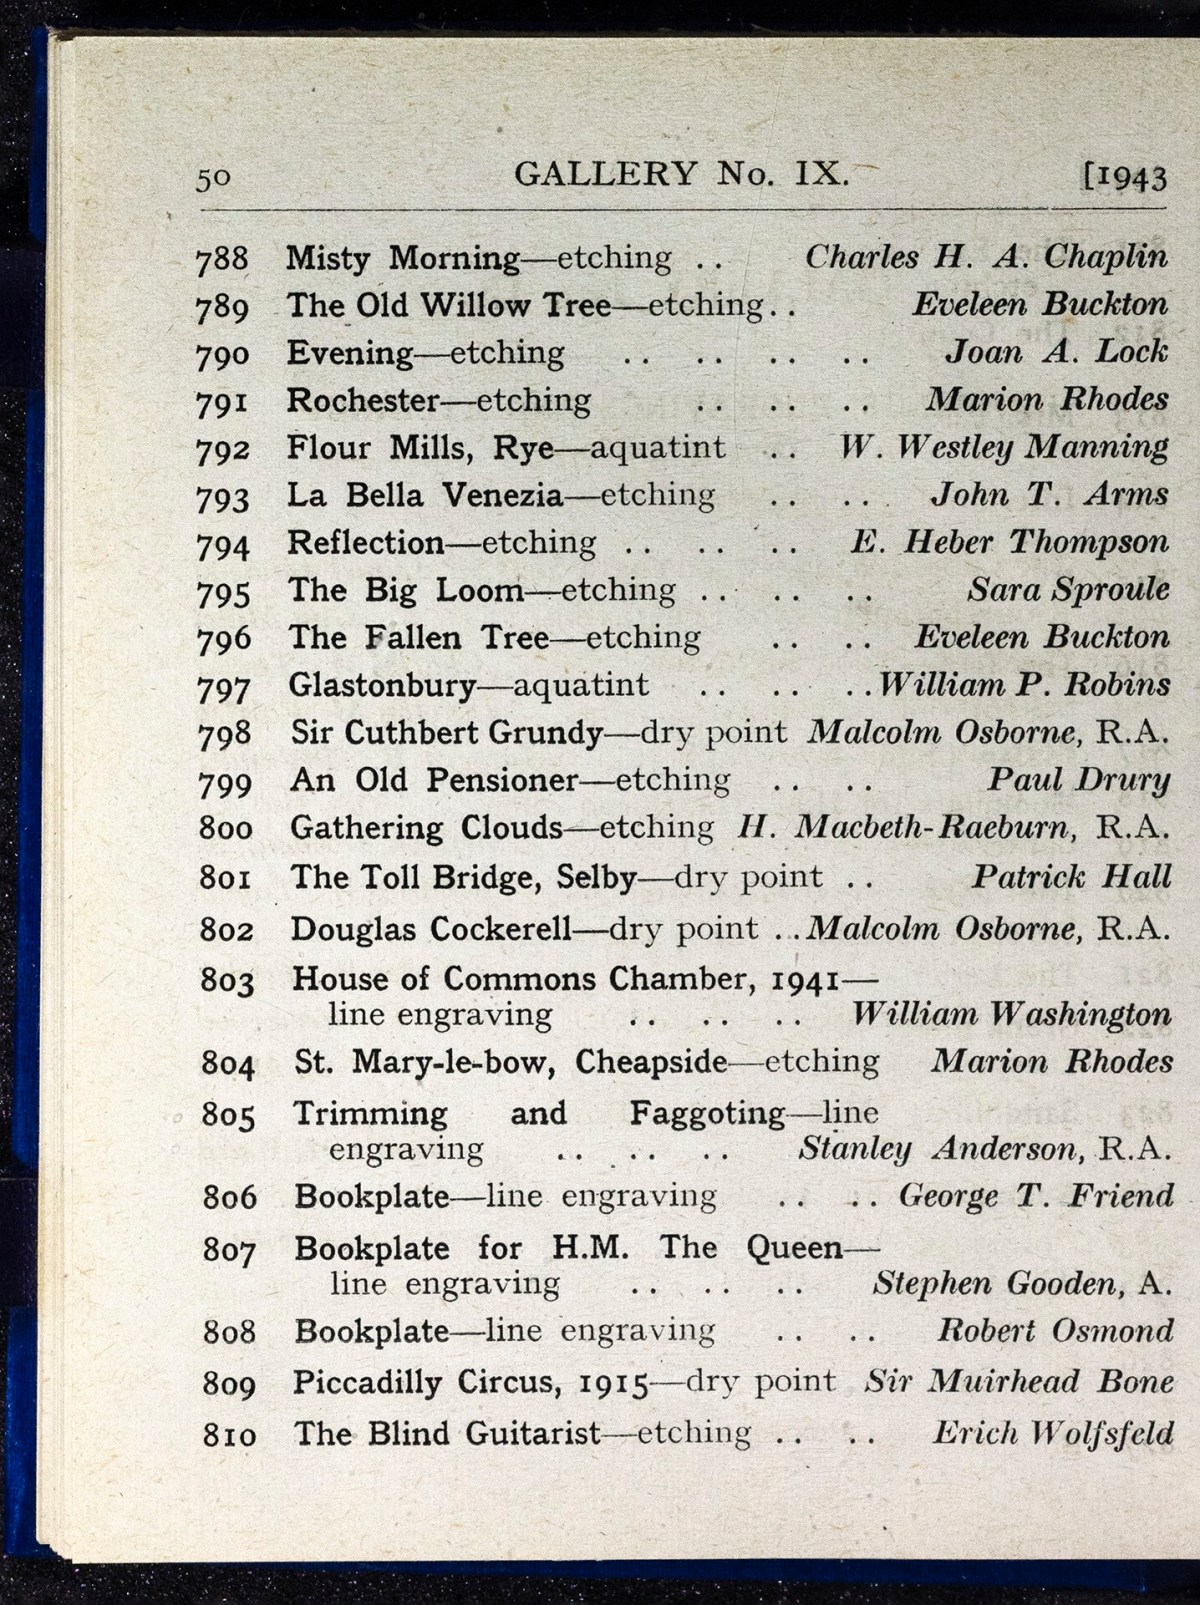 50 GALLERY No. IX. [1943
788 Misty Morning—etching .. Charles H. A. Chaplin
789 The Old Willow Tree—etching.. Eveleen Buckton
790 Evening—etching .. .. .. .. Joan A. Lock
791 Rochester—etching .. .. .. Marion Rhodes
792 Flour Mills, Rye—aquatint .. W. Westley Manning
793 La Bella Venezia—etching .. .. John T. Arms
794 Reflection—etching .. .. .. E. Heber Thompson
795 The Big Loom—etching .. .. .. Sara Sproule
796 The Fallen Tree—etching .. .. Eveleen Buckton
797 Glastonbury—aquatint .. .. ..William P. Robins
798 Sir Cuthbert Grundy—dry point Malcolm Osborne, R.A.
799 An Old Pensioner—etching .. .. Paul Drury
800 Gathering Clouds—etching H. Macbeth-Raeburn, R.A.
801 The Toll Bridge, Selby—dry point .. Patrick Hall
802 Douglas Cockerell—dry point ..Malcolm Osborne, R.A.
803 House of Commons Chamber, 1941—
line engraving .. .. .. William Washington
804 St. Mary-le-bow, Cheapside—etching Marion Rhodes
805 Trimming and Faggoting—line
engraving .. .. .. Stanley Anderson, R.A.
806 Bookplate—line engraving .. .. George T. Friend
807 Bookplate for H.M. The Queen—
line engraving .. .. .. Stephen Gooden, A.
808 Bookplate—line engraving .. .. Robert Osmond
809 Piccadilly Circus, 1915—dry point Sir Muirhead Bone
810 The Blind Guitarist—etching .. .. Erich Wolfsfeld